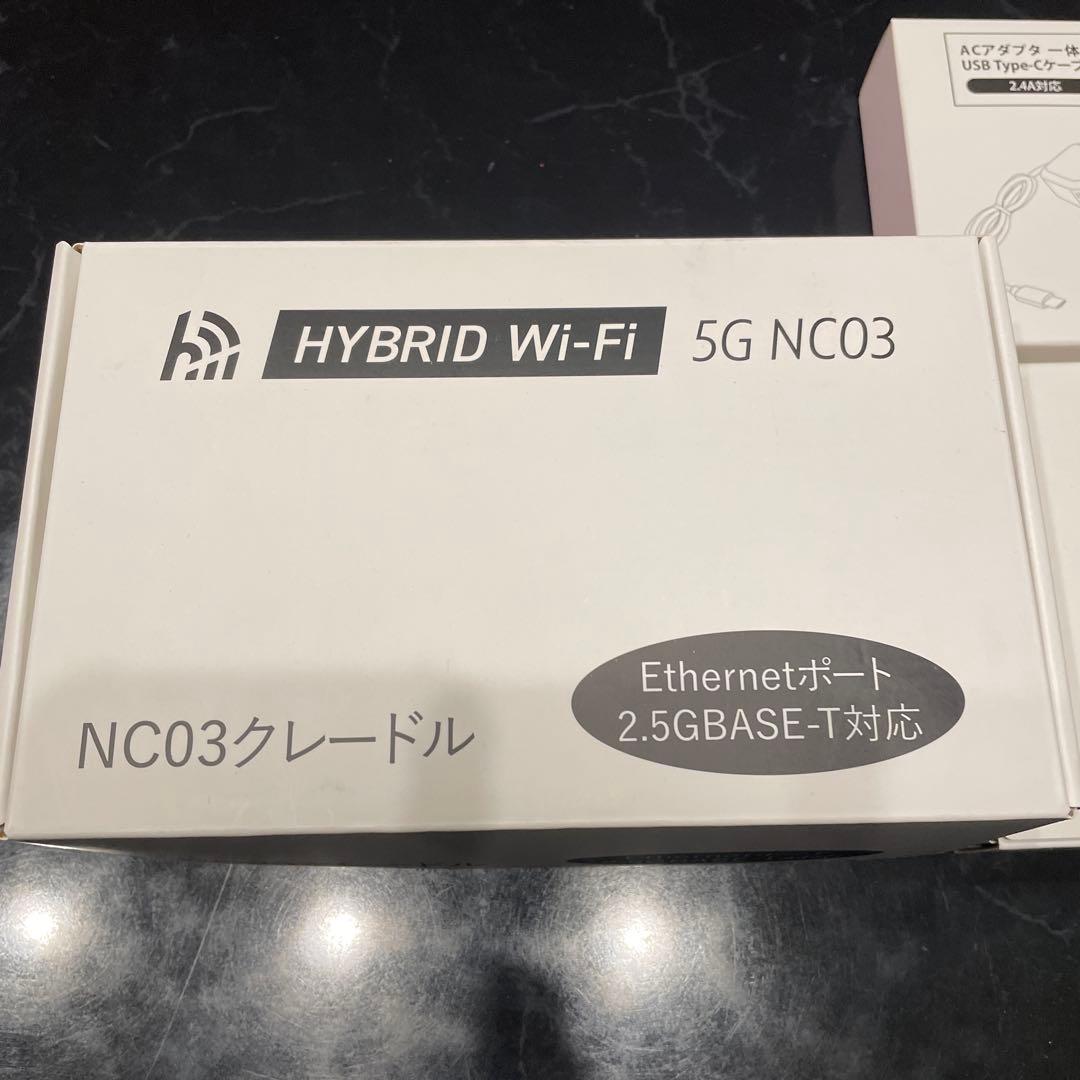 ACアダプタ 一体
USB Type-Cケーブ
2.4A対応
HYBRID Wi-Fi 5G NC03
Ethernetポート
2.5GBASE-T対応
NC03クレードル